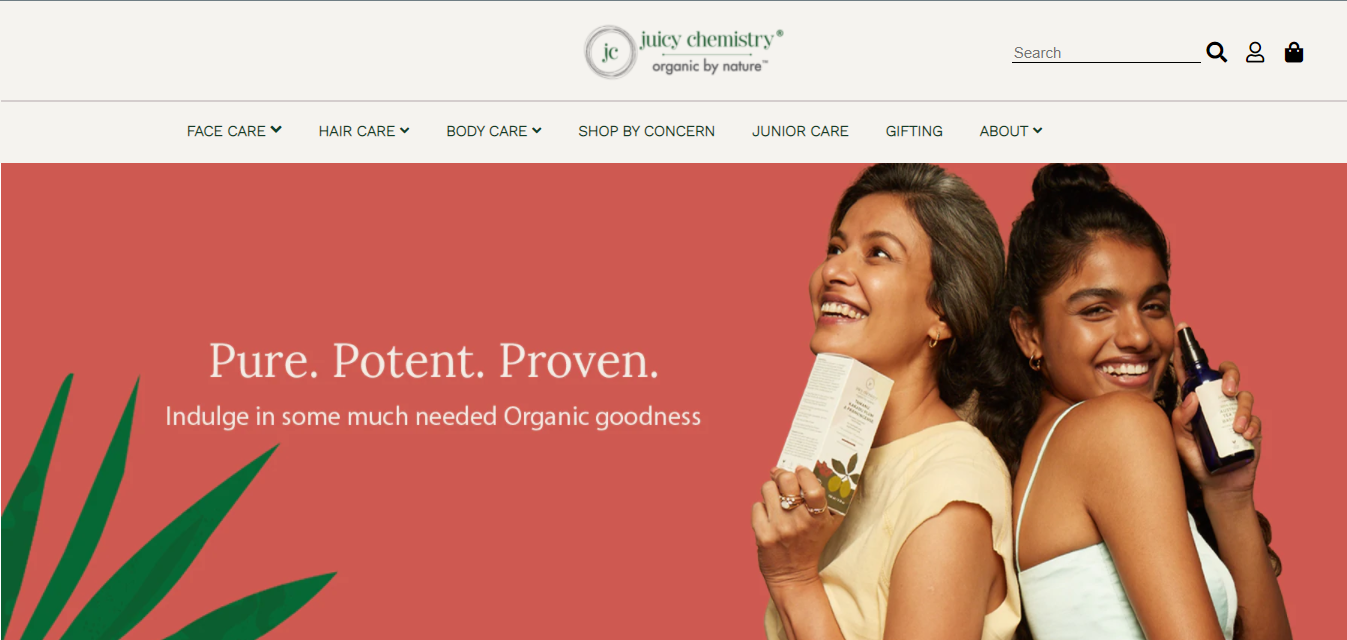 jc
juicy chemistry®
organic by nature™
Search
FACE CARE
HAIR CARE
BODY CARE
SHOP BY CONCERN
JUNIOR CARE
GIFTING
ABOUT
Pure. Potent. Proven.
Indulge in some much needed Organic goodness